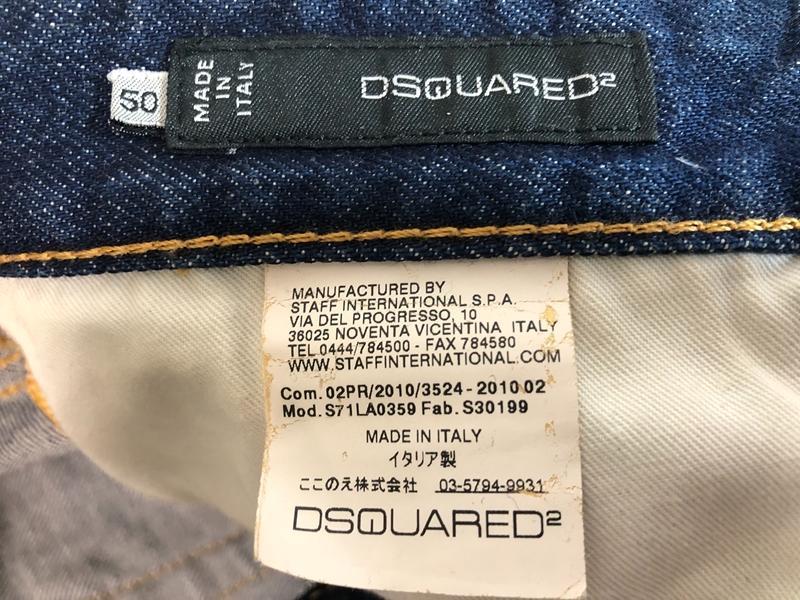 50
MADE
IN
ITALY
DSQUARED²
MANUFACTURED BY
STAFF INTERNATIONAL S.P.A.
VIA DEL PROGRESSO, 10
36025 NOVENTA VICENTINA ITALY
TEL 0444/784500 - FAX 784580
WWW.STAFFINTERNATIONAL.COM
Com. 02PR/2010/3524 - 2010 02
Mod. S71LA0359 Fab. S30199
MADE IN ITALY
イタリア製
ここのえ株式会社 03-5794-9931
DSQUARED²